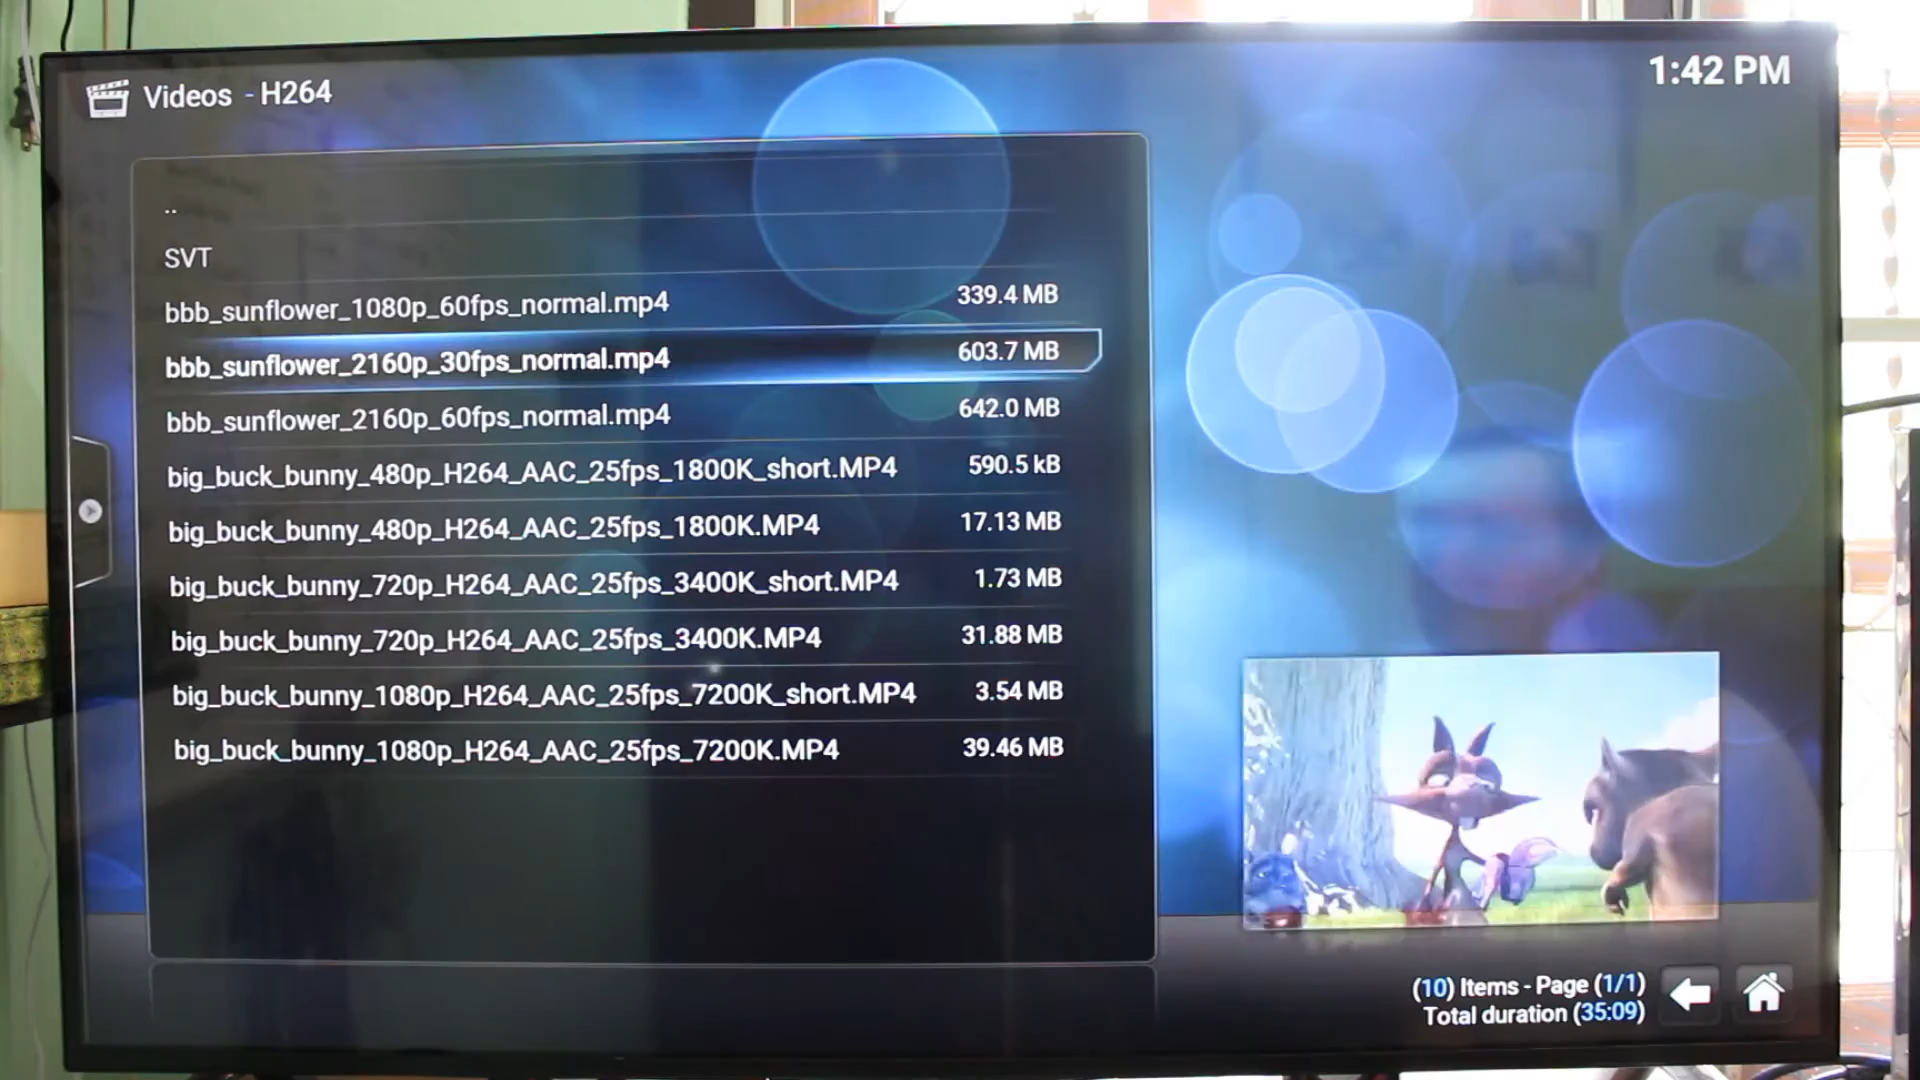 Videos - H264
1:42 PM
..
SVT
bbb_sunflower_1080p_60fps_normal.mp4 339.4 MB
bbb_sunflower_2160p_30fps_normal.mp4 603.7 MB
bbb_sunflower_2160p_60fps_normal.mp4 642.0 MB
big_buck_bunny_480p_H264_AAC_25fps_1800K_short.MP4 590.5 kB
big_buck_bunny_480p_H264_AAC_25fps_1800K.MP4 17.13 MB
big_buck_bunny_720p_H264_AAC_25fps_3400K_short.MP4 1.73 MB
big_buck_bunny_720p_H264_AAC_25fps_3400K.MP4 31.88 MB
big_buck_bunny_1080p_H264_AAC_25fps_7200K_short.MP4 3.54 MB
big_buck_bunny_1080p_H264_AAC_25fps_7200K.MP4 39.46 MB
(10) Items - Page (1/1)
Total duration (35:09)